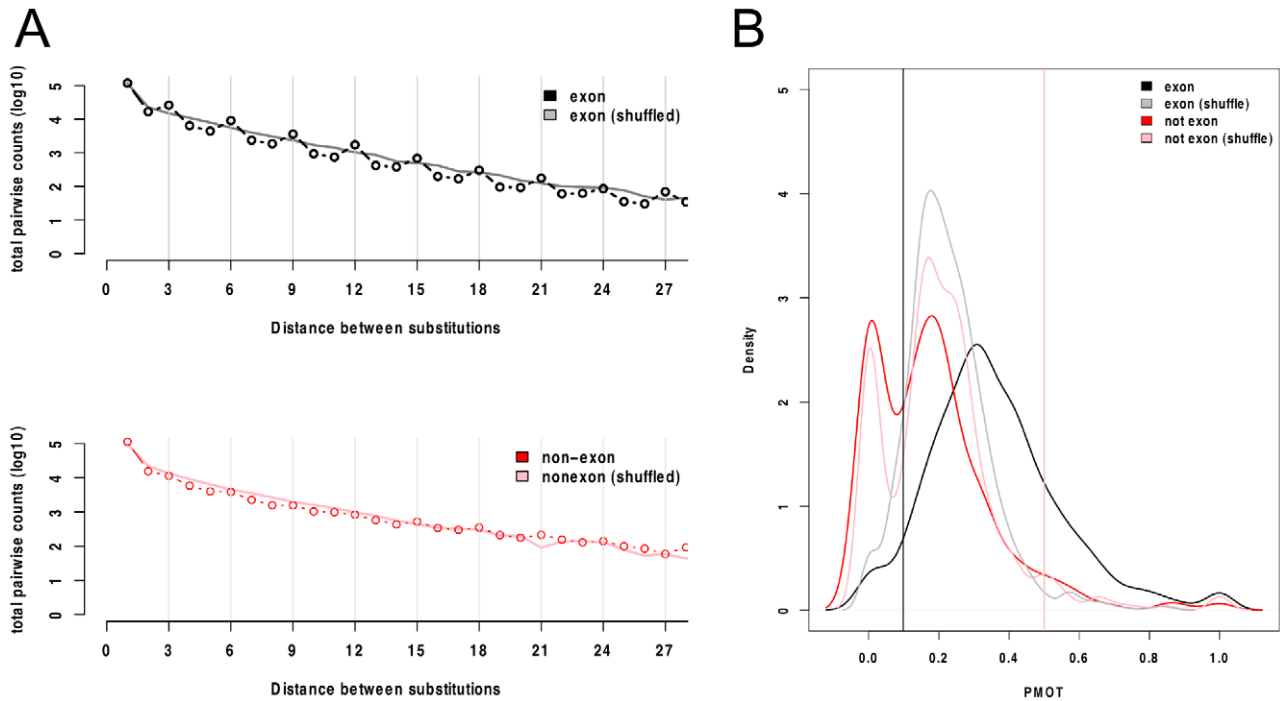 A
total pairwise counts (log10)
5
4
3
2
1
0
exon
exon (shuffled)
0 3 6 9 12 15 18 21 24 27
Distance between substitutions
total pairwise counts (log10)
5
4
3
2
1
0
non-exon
nonexon (shuffled)
0 3 6 9 12 15 18 21 24 27
Distance between substitutions
B
Density
5
4
3
2
1
0
exon
exon (shuffle)
not exon
not exon (shuffle)
0.0 0.2 0.4 0.6 0.8 1.0
PMOT